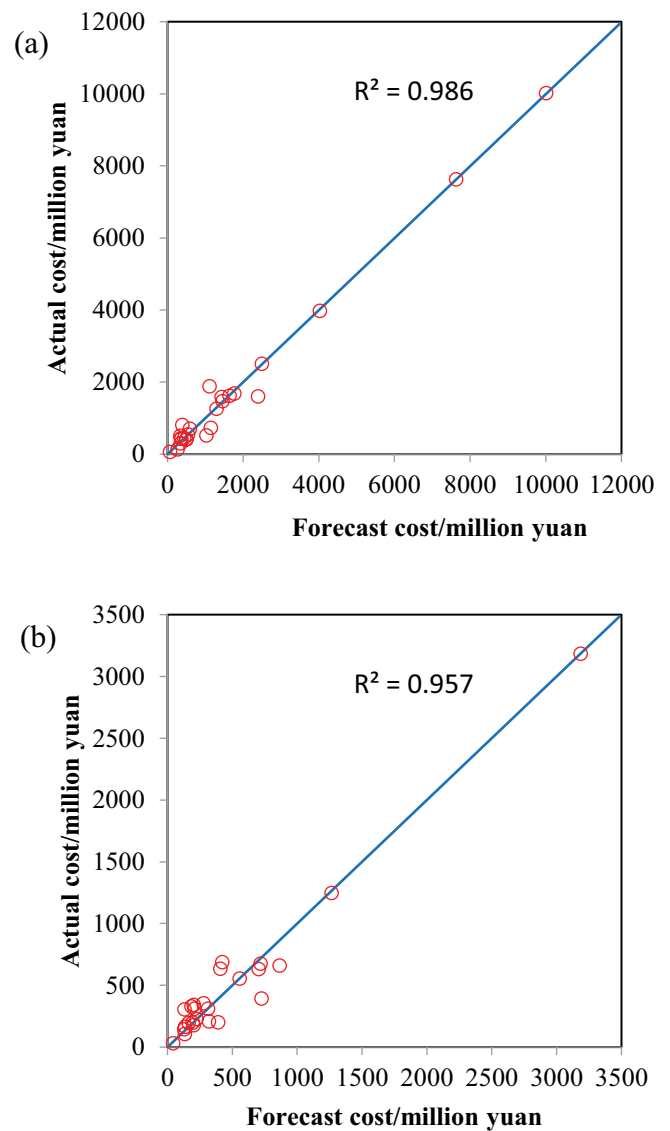 (a)
12000
10000
8000
6000
4000
2000
0
Actual cost/million yuan
R² = 0.986
0 2000 4000 6000 8000 10000 12000
Forecast cost/million yuan
(b)
3500
3000
2500
2000
1500
1000
500
0
Actual cost/million yuan
R² = 0.957
0 500 1000 1500 2000 2500 3000 3500
Forecast cost/million yuan